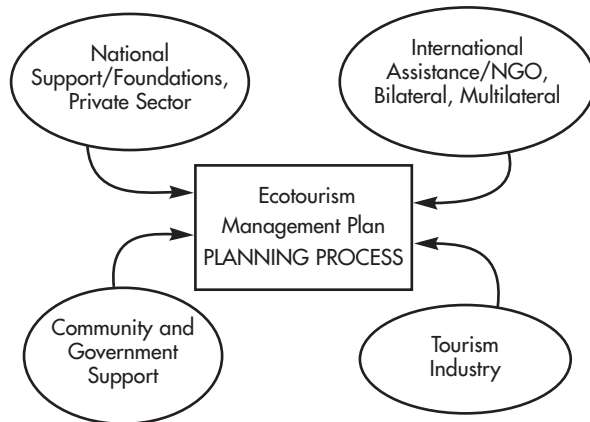 National
Support/Foundations,
Private Sector
International
Assistance/NGO,
Bilateral, Multilateral
Ecotourism
Management Plan
PLANNING PROCESS
Community and
Government
Support
Tourism
Industry